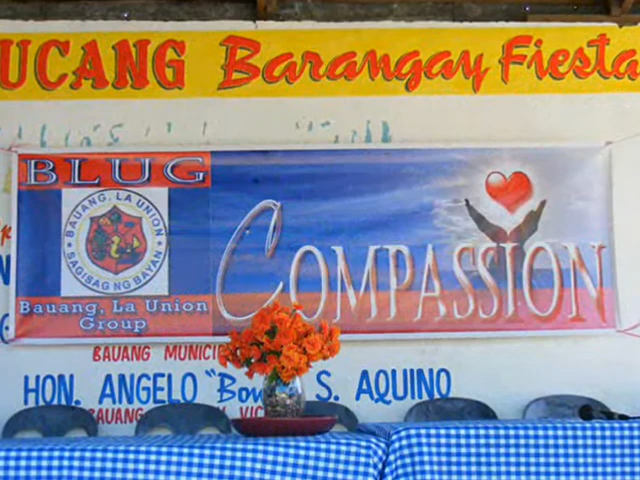 UCANG Barangay Fiesta
BLUG
BAUANG, LA UNION
SAGISAG NG BAYAN
Bauang, La Union
Group
COMPASSION
BAUANG MUNICI
HON. ANGELO "Bon S. AQUINO
BAUANG VIC